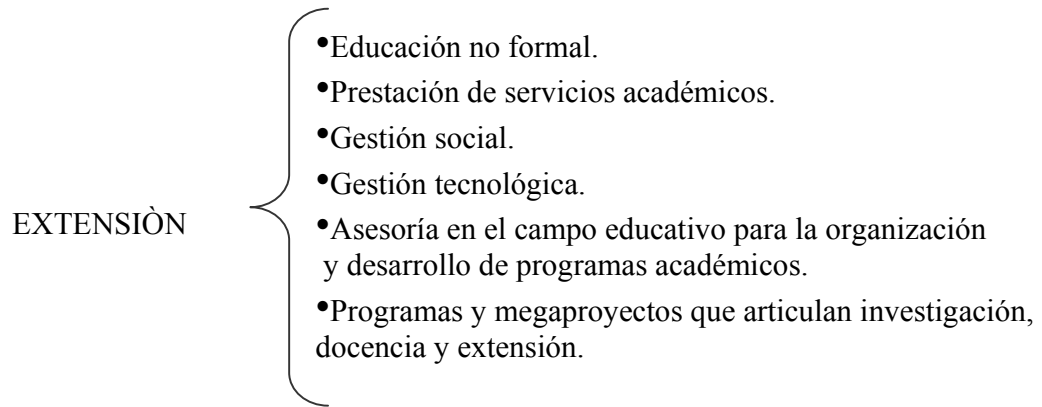 •Educación no formal.
•Prestación de servicios académicos.
•Gestión social.
•Gestión tecnológica.
EXTENSIÒN
•Asesoría en el campo educativo para la organización
y desarrollo de programas académicos.
•Programas y megaproyectos que articulan investigación,
docencia y extensión.